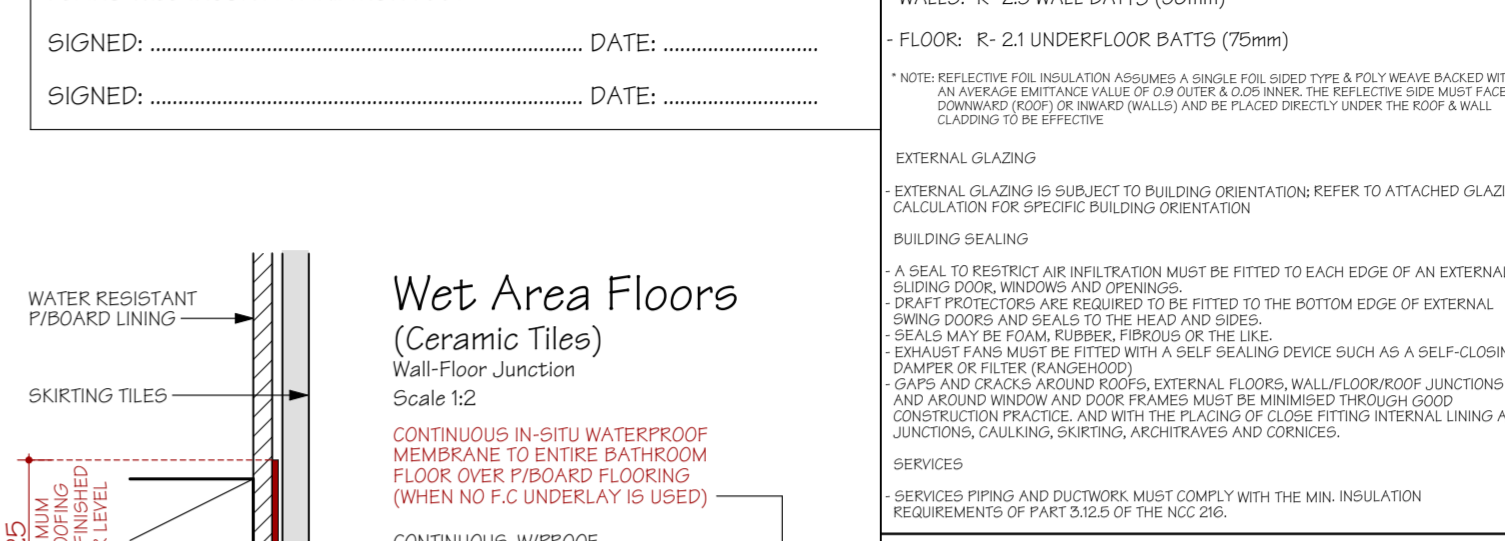 SIGNED: ............................................................................................. DATE: .................................
SIGNED: ............................................................................................. DATE: .................................
- FLOOR: R- 2.1 UNDERFLOOR BATTS (75mm)
* NOTE: REFLECTIVE FOIL INSULATION ASSUMES A SINGLE FOIL SIDED TYPE & POLY WEAVE BACKED WIT
AN AVERAGE EMITTANCE VALUE OF 0.9 OUTER & 0.05 INNER. THE REFLECTIVE SIDE MUST FACE
DOWNWARD (ROOF) OR INWARD (WALLS) AND BE PLACED DIRECTLY UNDER THE ROOF & WALL
CLADDING TO BE EFFECTIVE
EXTERNAL GLAZING
- EXTERNAL GLAZING IS SUBJECT TO BUILDING ORIENTATION; REFER TO ATTACHED GLAZI
CALCULATION FOR SPECIFIC BUILDING ORIENTATION
BUILDING SEALING
- A SEAL TO RESTRICT AIR INFILTRATION MUST BE FITTED TO EACH EDGE OF AN EXTERNAL
SLIDING DOOR, WINDOWS AND OPENINGS.
- DRAFT PROTECTORS ARE REQUIRED TO BE FITTED TO THE BOTTOM EDGE OF EXTERNAL
SWING DOORS AND SEALS TO THE HEAD AND SIDES.
- SEALS MAY BE FOAM, RUBBER, FIBROUS OR THE LIKE.
- EXHAUST FANS MUST BE FITTED WITH A SELF SEALING DEVICE SUCH AS A SELF-CLOSIN
DAMPER OR FILTER (RANGEHOOD)
- GAPS AND CRACKS AROUND ROOFS, EXTERNAL FLOORS, WALL/FLOOR/ROOF JUNCTIONS
AND AROUND WINDOW AND DOOR FRAMES MUST BE MINIMISED THROUGH GOOD
CONSTRUCTION PRACTICE. AND WITH THE PLACING OF CLOSE FITTING INTERNAL LINING A
JUNCTIONS, CAULKING, SKIRTING, ARCHITRAVES AND CORNICES.
SERVICES
- SERVICES PIPING AND DUCTWORK MUST COMPLY WITH THE MIN. INSULATION
REQUIREMENTS OF PART 3.12.5 OF THE NCC 216.
WATER RESISTANT
P/BOARD LINING
SKIRTING TILES
Wet Area Floors
(Ceramic Tiles)
Wall-Floor Junction
Scale 1:2
CONTINUOUS IN-SITU WATERPROOF
MEMBRANE TO ENTIRE BATHROOM
FLOOR OVER P/BOARD FLOORING
(WHEN NO F.C UNDERLAY IS USED)
CONTINUOUS W/PROOF
25
MUM
OOFING
FINISHED
R LEVEL